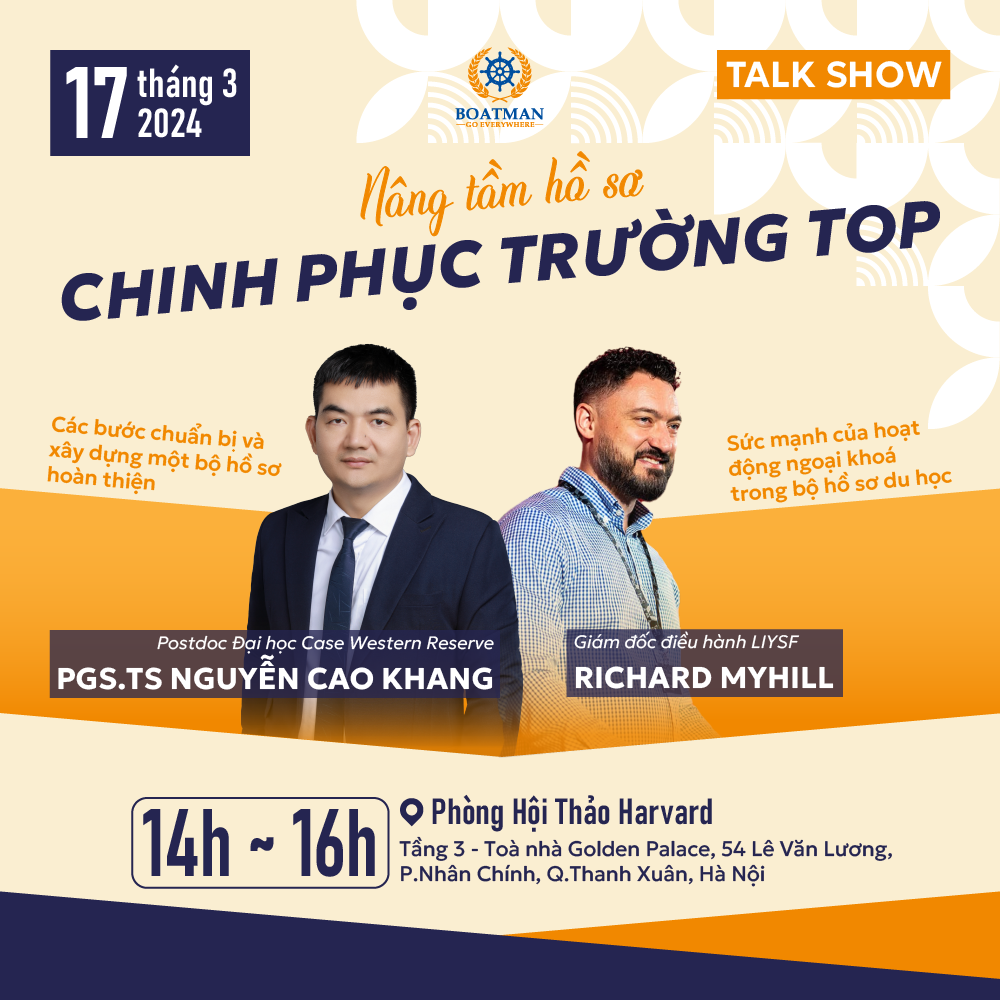 17
tháng 3
2024
BOATMAN
GO EVERYWHERE
TALK SHOW
Nâng tầm hồ sơ
CHINH PHỤC TRƯỜNG TOP
Các bước chuẩn bị và
xây dựng một bộ hồ sơ
hoàn thiện
Sức mạnh của hoạt
động ngoại khoá
trong bộ hồ sơ du học
Postdoc Đại học Case Western Reserve
PGS.TS NGUYỄN CAO KHANG
Giám đốc điều hành LIYSF
RICHARD MYHILL
14h ~ 16h
Phòng Hội Thảo Harvard
Tầng 3 - Toà nhà Golden Palace, 54 Lê Văn Lương,
P.Nhân Chính, Q.Thanh Xuân, Hà Nội